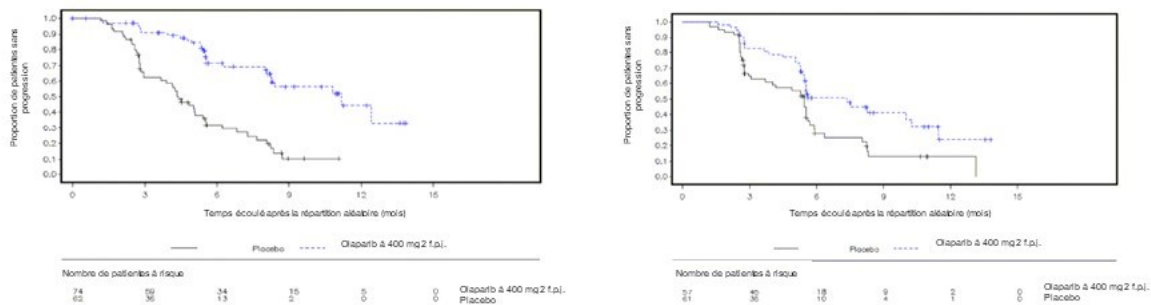 Proportion de patientes sans
progression
1.0
0.9
0.8
0.7
0.6
0.5
0.4
0.3
0.2
0.1
0.0
0 3 6 9 12 15
Temps écoulé après la répartition aléatoire (mois)
Placebo Olaparib à 400 mg 2 f.p.j.
Nombre de patientes à risque
74 59 34 15 5 0 Olaparib à 400 mg 2 f.p.j.
62 36 13 2 0 0 Placebo
Proportion de patientes sans
progression
1.0
0.9
0.8
0.7
0.6
0.5
0.4
0.3
0.2
0.1
0.0
0 3 6 9 12 15
Temps écoulé après la répartition aléatoire (mois)
Placebo Olaparib à 400 mg 2 f.p.j.
Nombre de patientes à risque
57 45 18 9 2 0 Olaparib à 400 mg 2 f.p.j.
61 36 10 4 1 0 Placebo